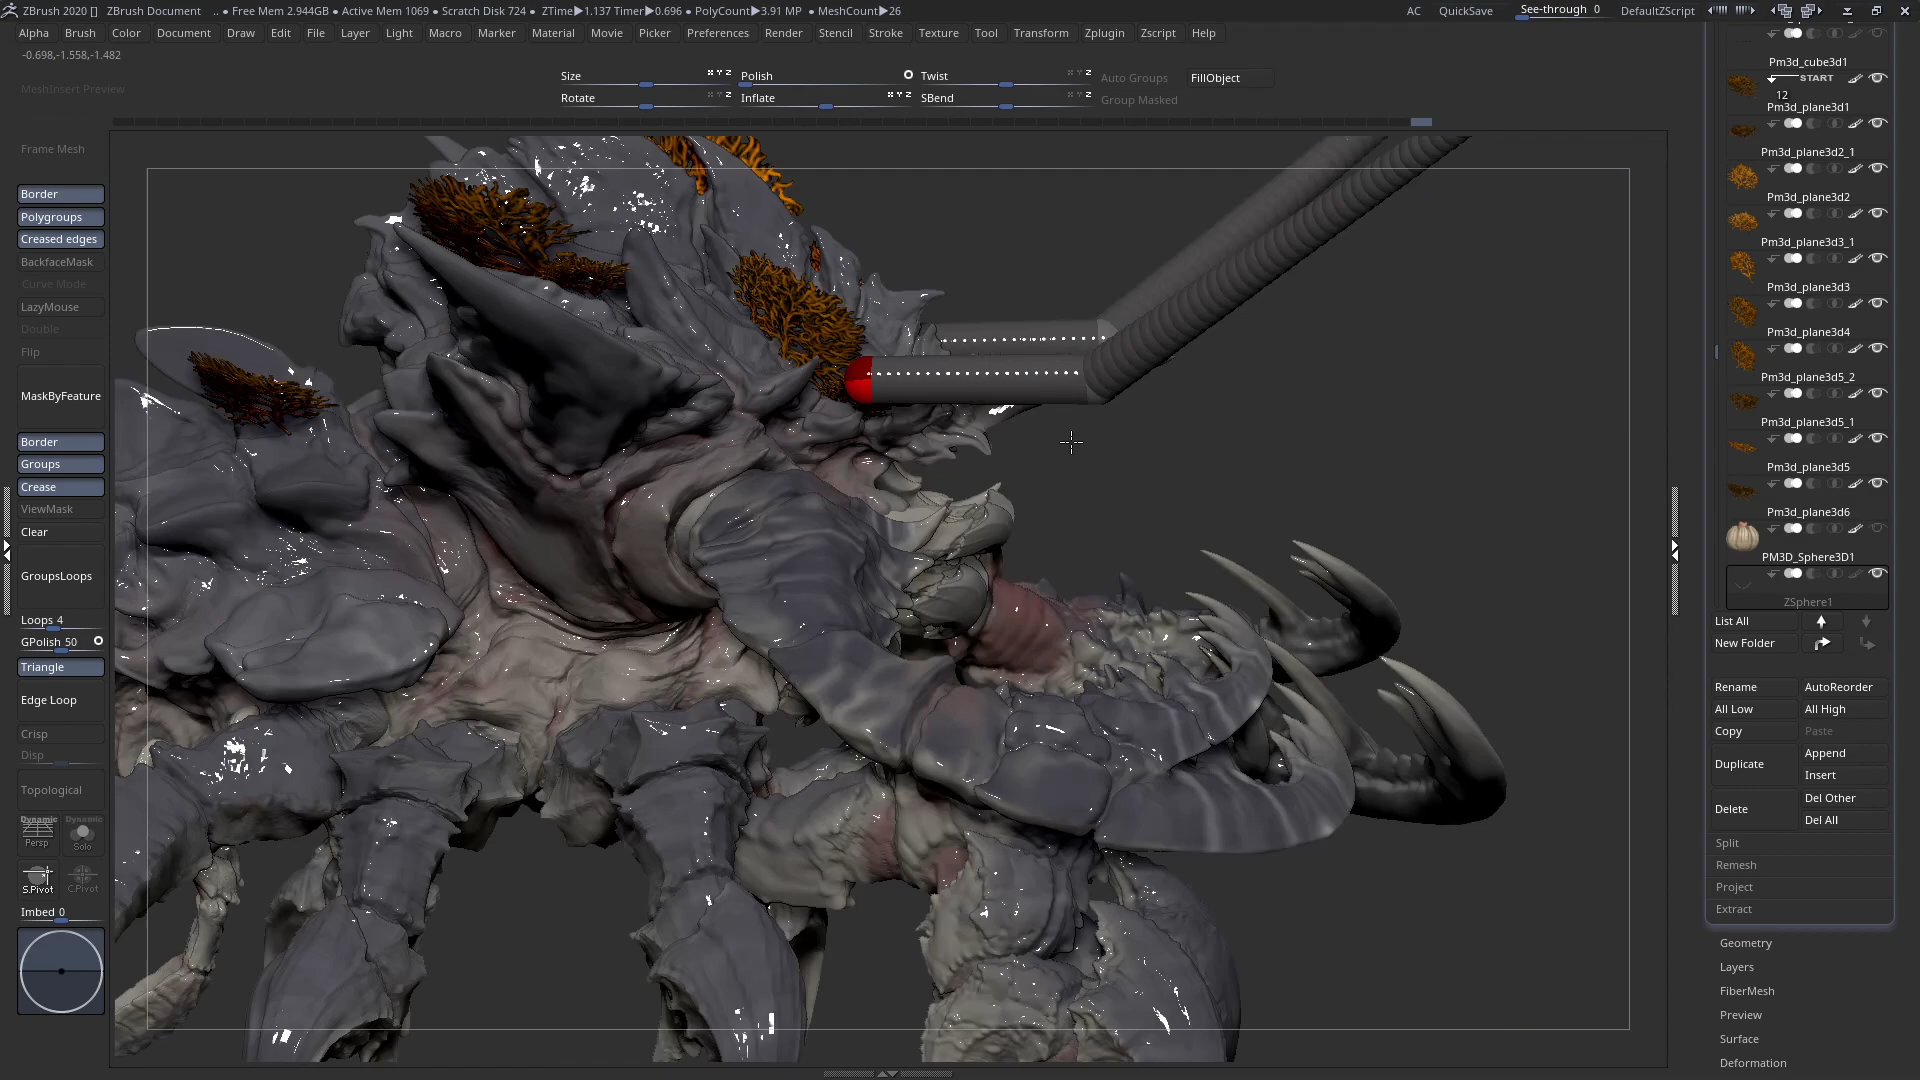 ZBrush 2020 [] ZBrush Document .. • Free Mem 2.944GB • Active Mem 1069 • Scratch Disk 724 • ZTime▶1.137 Timer▶0.696 • PolyCount▶3.91 MP • MeshCount▶26 AC QuickSave See-through 0 DefaultZScript
Alpha Brush Color Document Draw Edit File Layer Light Macro Marker Material Movie Picker Preferences Render Stencil Stroke Texture Tool Transform Zplugin Zscript Help
-0.698,-1.558,-1.482
MeshInsert Preview
Size X Y Z Polish Twist X Y Z Auto Groups FillObject
Rotate X Y Z Inflate X Y Z SBend X Y Z Group Masked
Frame Mesh
Border
Polygroups
Creased edges
BackfaceMask
Curve Mode
LazyMouse
Double
Flip
MaskByFeature
Border
Groups
Crease
ViewMask
Clear
GroupsLoops
Loops 4
GPolish 50
Triangle
Edge Loop
Crisp
Disp
Topological
Dynamic Dynamic
Persp Solo
S.Pivot C.Pivot
Imbed 0
Pm3d_cube3d1
START
12
Pm3d_plane3d1
Pm3d_plane3d2_1
Pm3d_plane3d2
Pm3d_plane3d3_1
Pm3d_plane3d3
Pm3d_plane3d4
Pm3d_plane3d5_2
Pm3d_plane3d5_1
Pm3d_plane3d5
Pm3d_plane3d6
PM3D_Sphere3D1
ZSphere1
List All
New Folder
Rename AutoReorder
All Low All High
Copy Paste
Duplicate Append
Insert
Delete Del Other
Del All
Split
Remesh
Project
Extract
Geometry
Layers
FiberMesh
Preview
Surface
Deformation